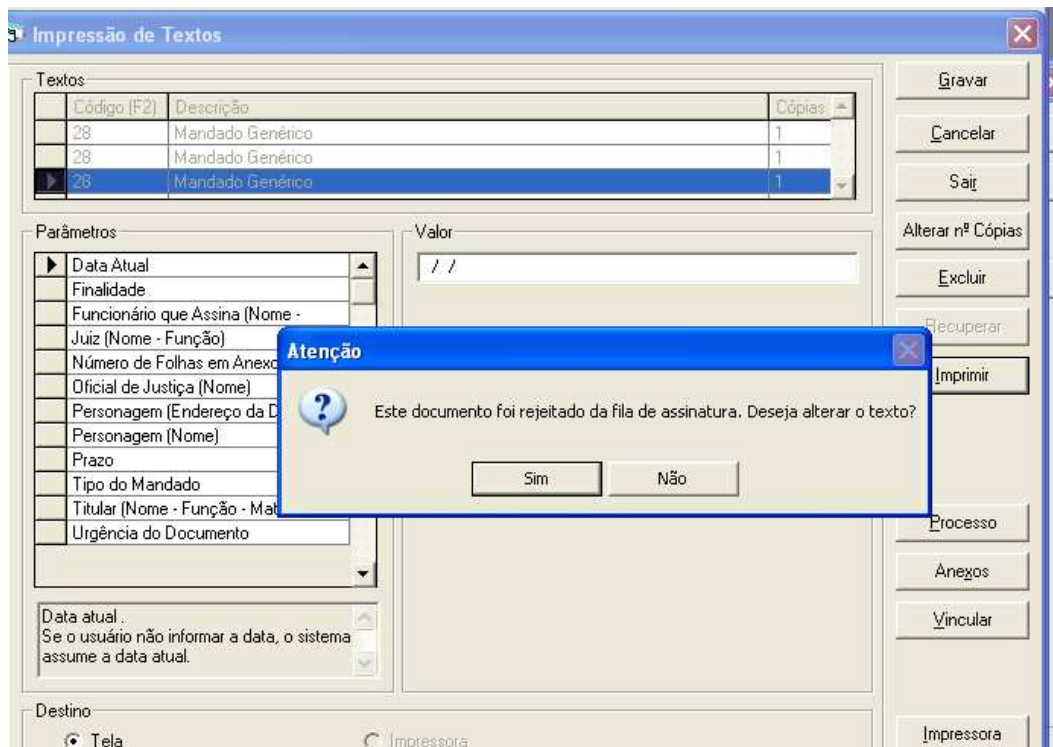 Impressão de Textos
Textos
Código (F2) Descrição Cópias
28 Mandado Genérico 1
28 Mandado Genérico 1
28 Mandado Genérico 1
Gravar
Cancelar
Sair
Alterar nº Cópias
Excluir
Recuperar
Imprimir
Processo
Anexos
Vincular
Impressora
Parâmetros
Data Atual
Finalidade
Funcionário que Assina (Nome -
Juiz (Nome - Função)
Número de Folhas em Anexo
Oficial de Justiça (Nome)
Personagem (Endereço da D
Personagem (Nome)
Prazo
Tipo do Mandado
Titular (Nome - Função - Mat
Urgência do Documento
Valor
/ /
Atenção
Este documento foi rejeitado da fila de assinatura. Deseja alterar o texto?
Sim Não
Data atual .
Se o usuário não informar a data, o sistema
assume a data atual.
Destino
Tela Impressora